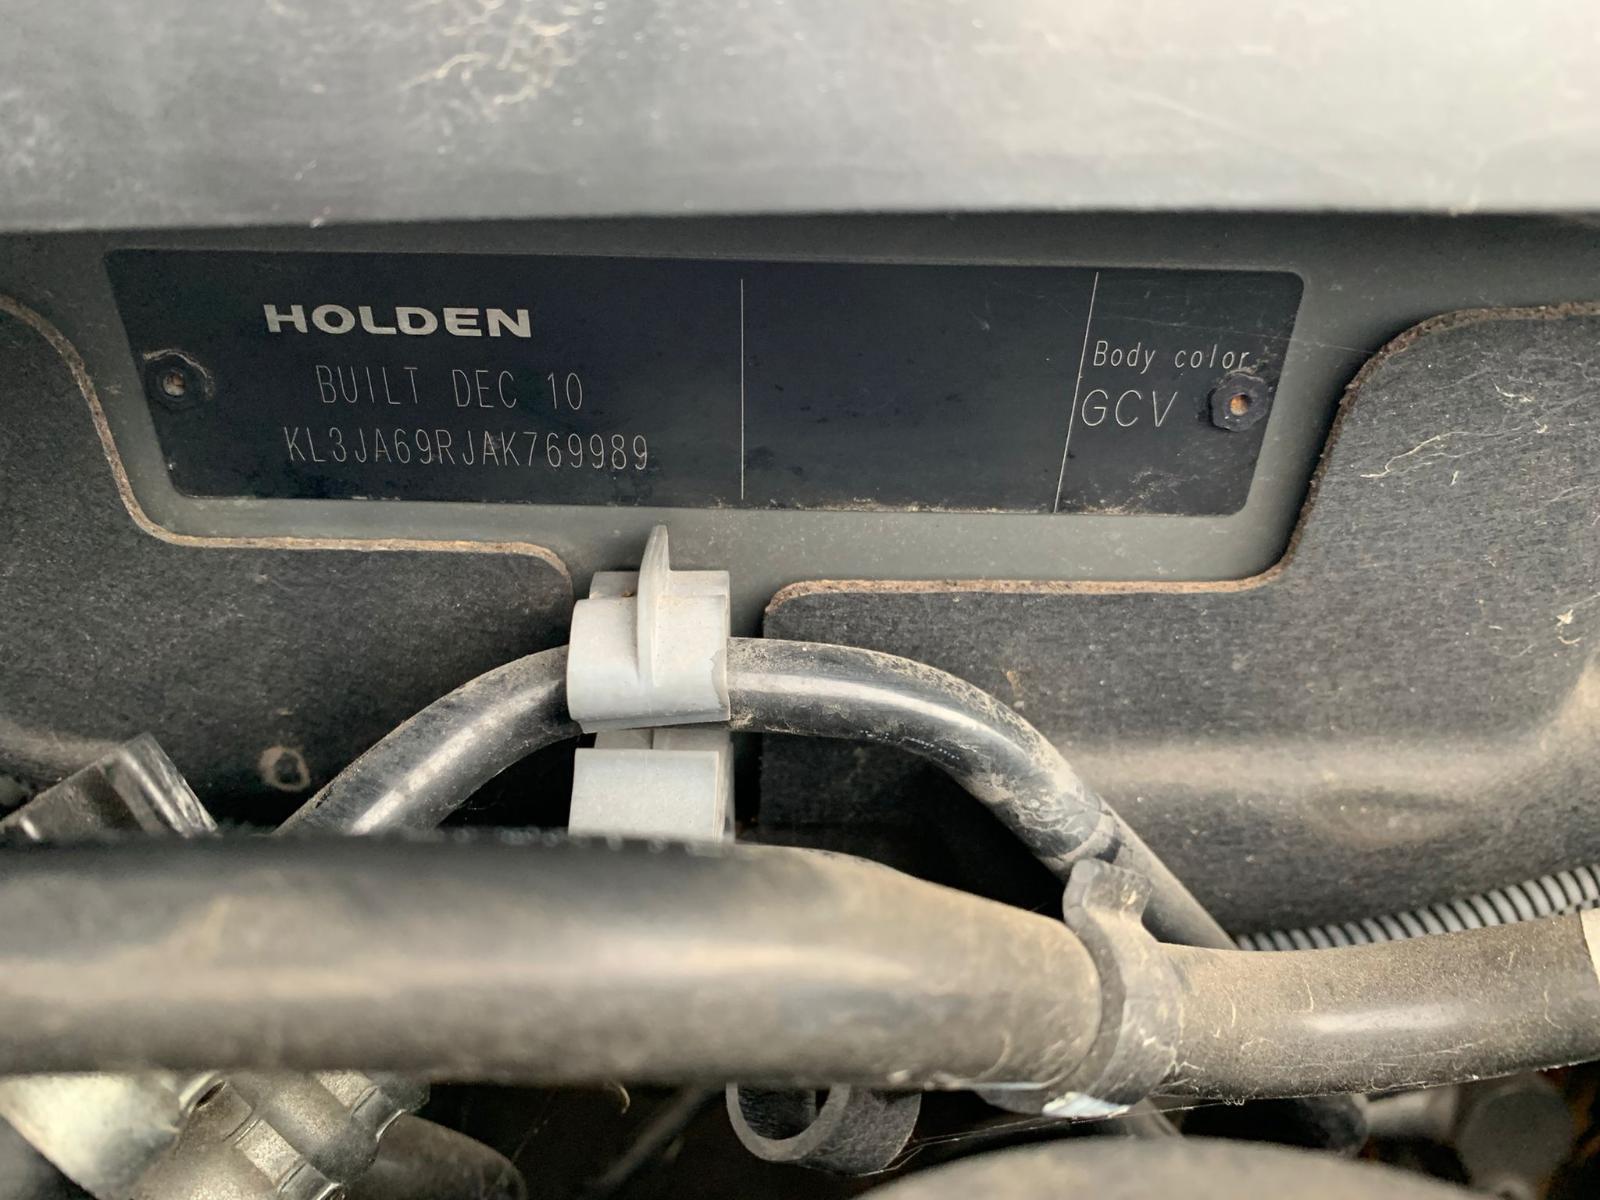 HOLDEN
BUILT DEC 10
KL3JA69RJAK769989
Body color
GCV